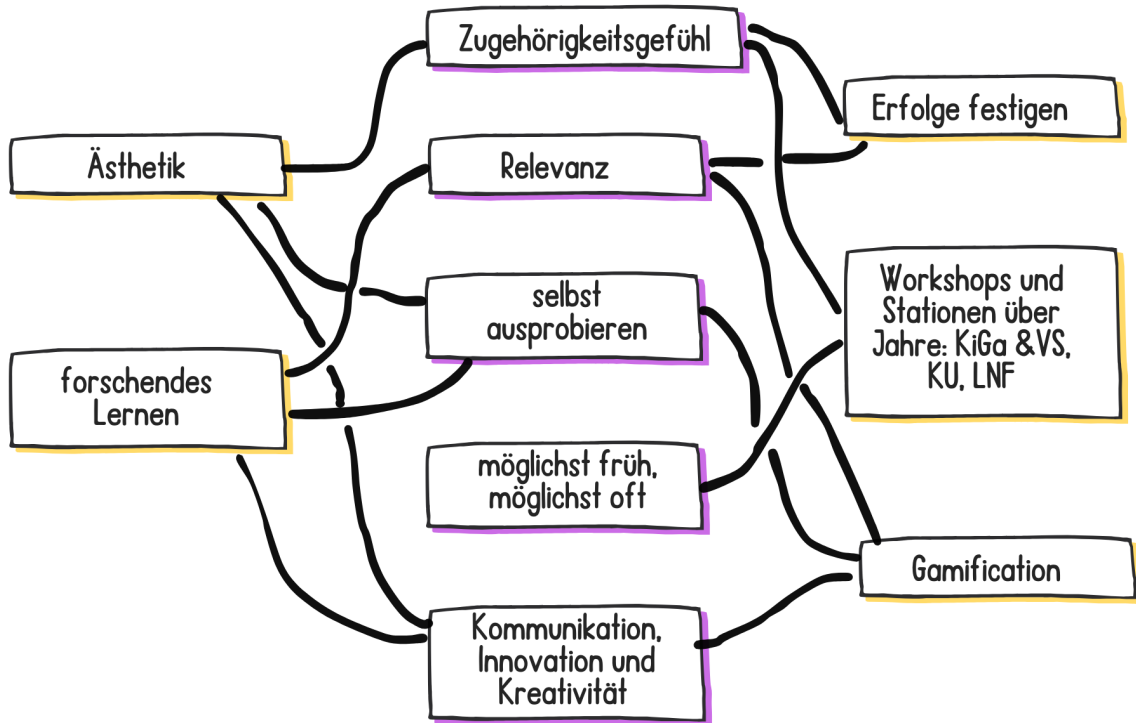 Zugehörigkeitsgefühl
Erfolge festigen
Ästhetik
Relevanz
selbst
ausprobieren
Workshops und
Stationen über
Jahre: KiGa &VS,
KU, LNF
forschendes
Lernen
möglichst früh,
möglichst oft
Gamification
Kommunikation,
Innovation und
Kreativität